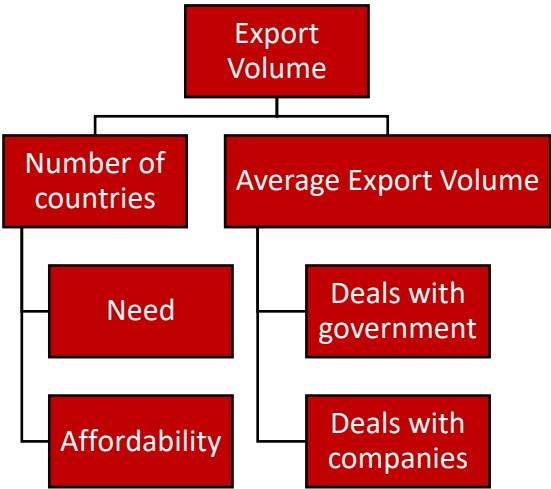 Export
Volume
Number of
countries
Average Export Volume
Need
Deals with
government
Affordability
Deals with
companies